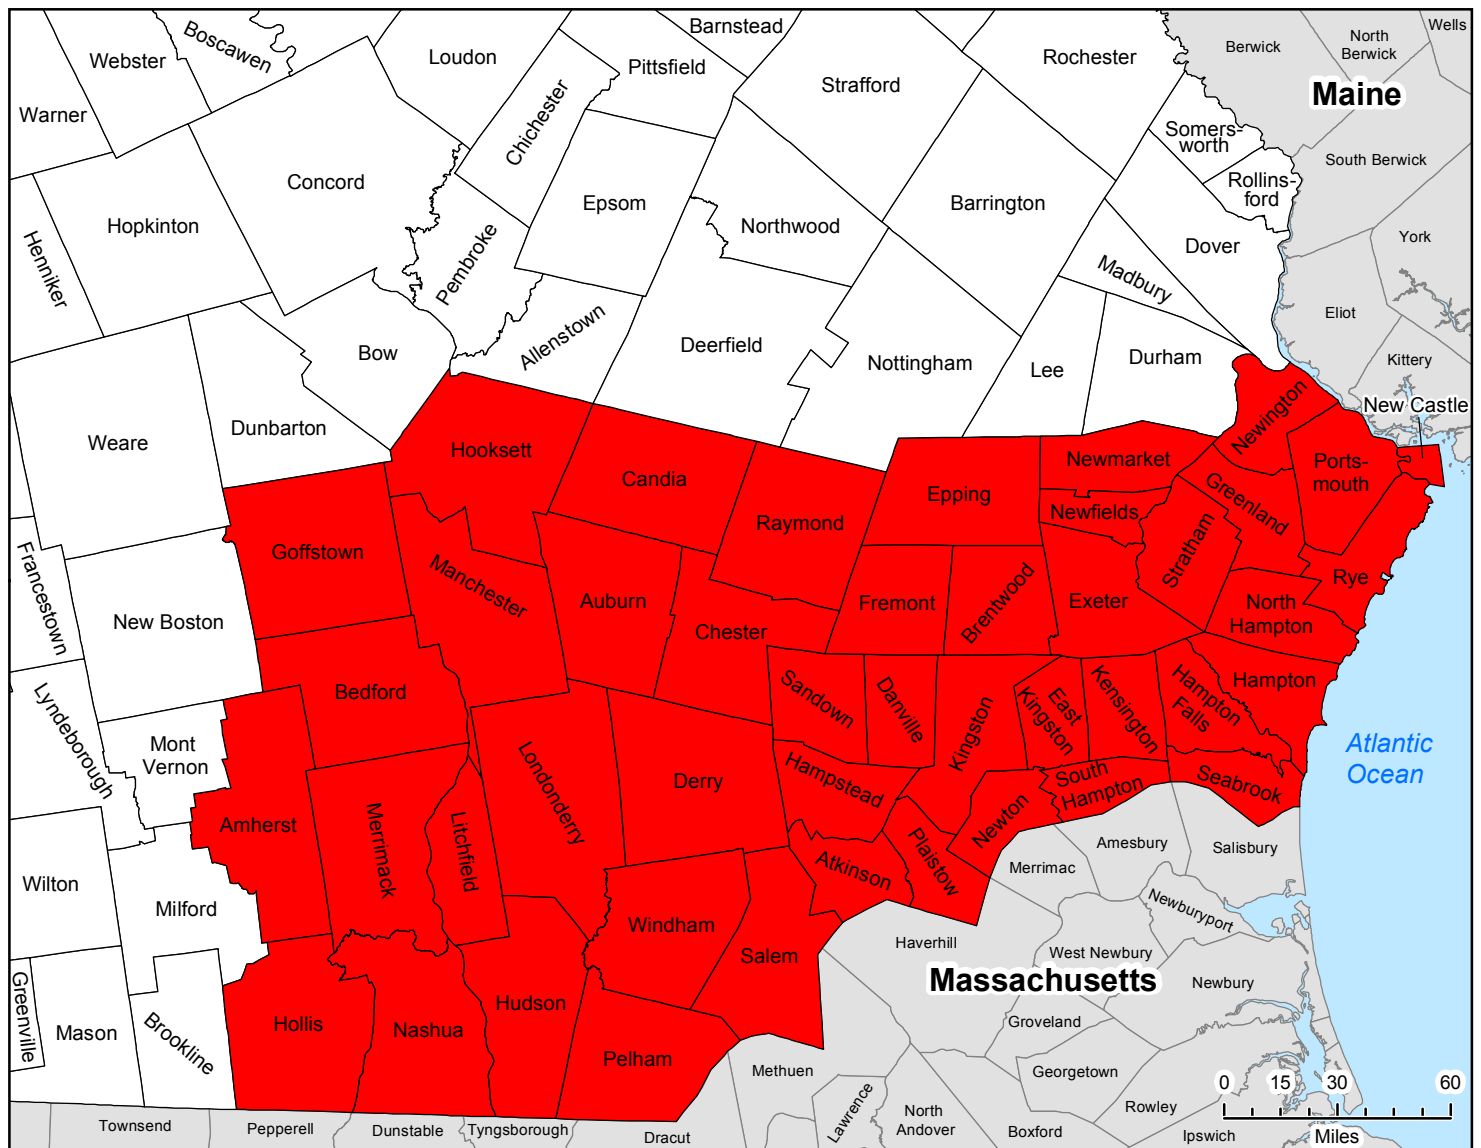 Barnstead
Wells
Boscawen
North
Berwick
Berwick
Webster
Loudon
Pittsfield
Rochester
Strafford
Maine
Warner
Chichester
Somers-
worth
South Berwick
Concord
Rollins-
ford
Epsom
Barrington
Hopkinton
Northwood
Dover
York
Henniker
Pembroke
Madbury
Eliot
Allenstown
Deerfield
Bow
Nottingham
Lee
Durham
Kittery
New Castle
Newington
Dunbarton
Weare
Hooksett
Newmarket
Ports-
mouth
Candia
Epping
Greenland
Raymond
Newfields
Goffstown
Stratham
Manchester
Rye
Francestown
Auburn
Fremont
Brentwood
Exeter
North
Hampton
New Boston
Chester
Bedford
Sandown
Danville
Kingston
East
Kingston
Kensington
Hampton
Falls
Hampton
Lyndeborough
Mont
Vernon
Atlantic
Ocean
Londonderry
Derry
Hampstead
South
Hampton
Seabrook
Amherst
Merrimack
Litchfield
Newton
Plaistow
Amesbury
Salisbury
Atkinson
Merrimac
Wilton
Milford
Windham
Newburyport
Haverhill
West Newbury
Salem
Massachusetts
Newbury
Hudson
Greenville
Mason
Brookline
Hollis
Nashua
Groveland
Pelham
Methuen
Georgetown
0 15 30 60
Miles
Lawrence
North
Andover
Rowley
Townsend
Pepperell
Dunstable
Tyngsborough
Dracut
Boxford
Ipswich